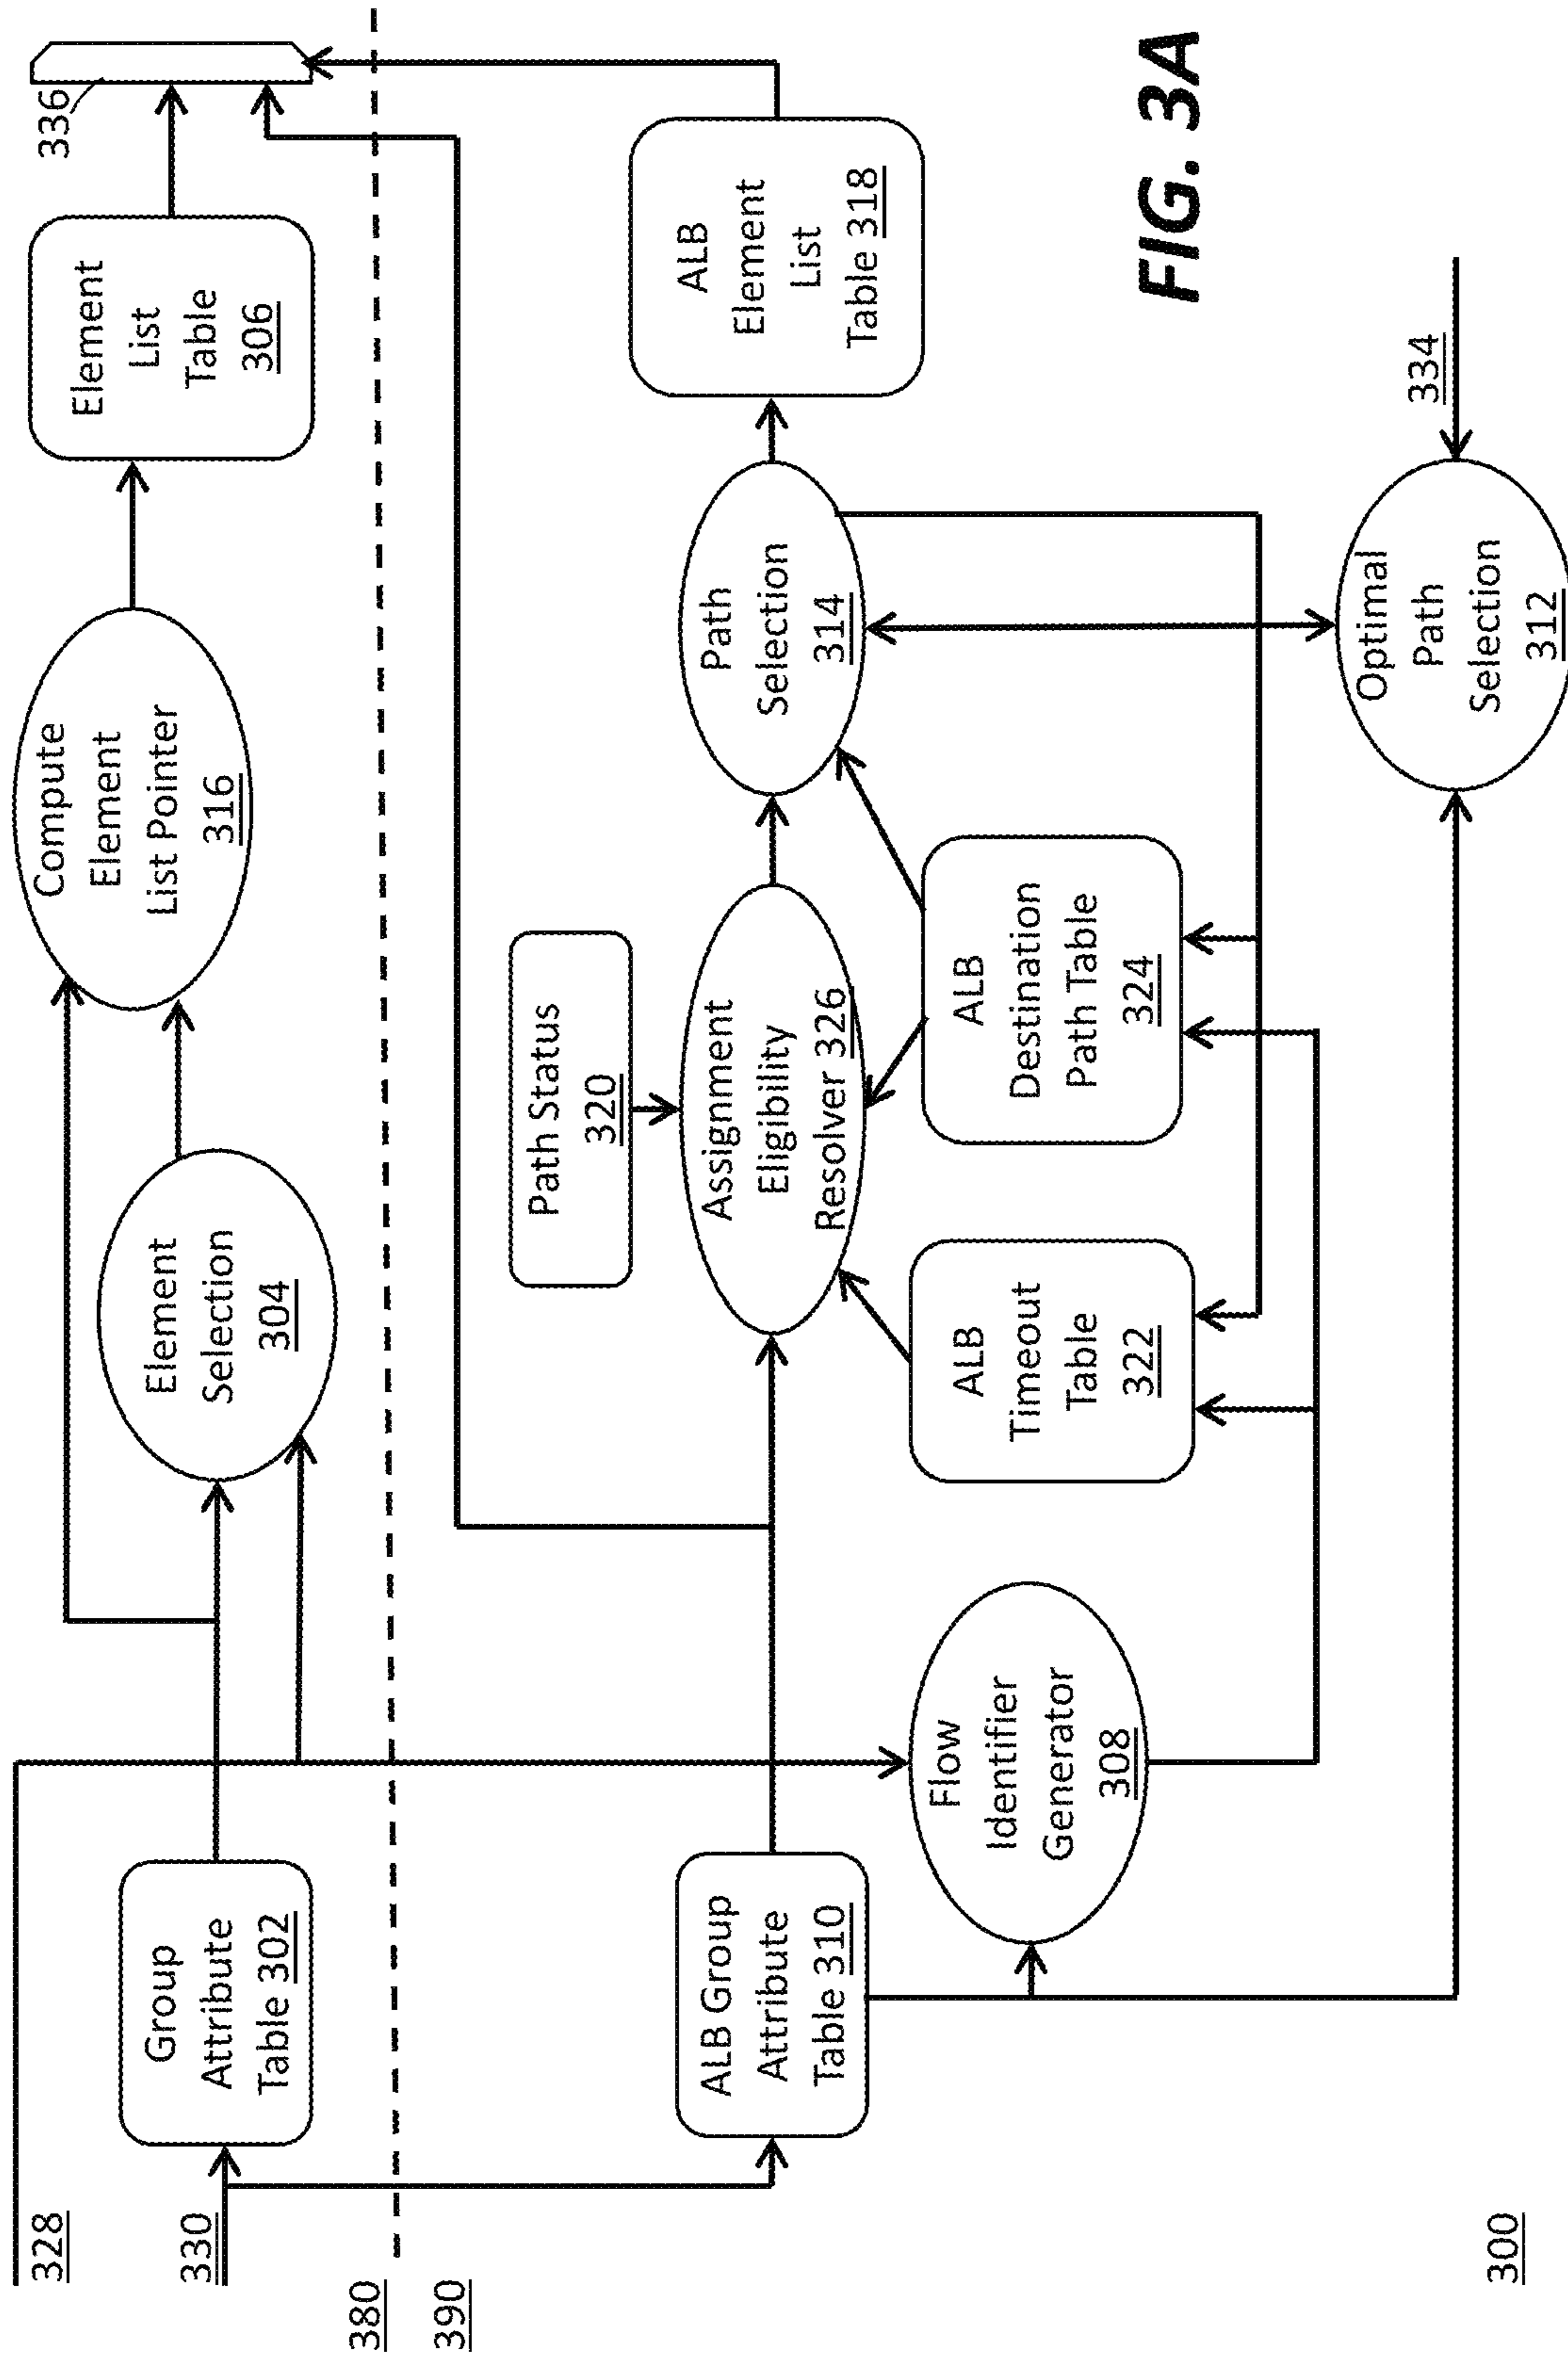 328
330
Group
Attribute
Table 302
Element
Selection
304
Compute
Element
List Pointer
316
Element
List
Table
306
336
380
390
Path Status
320
ALB Group
Attribute
Table 310
Assignment
Eligibility
Resolver 326
Path
Selection
314
ALB
Element
List
Table 318
Flow
Identifier
Generator
308
ALB
Timeout
Table
322
ALB
Destination
Path Table
324
Optimal
Path
Selection
312
334
300
FIG. 3A